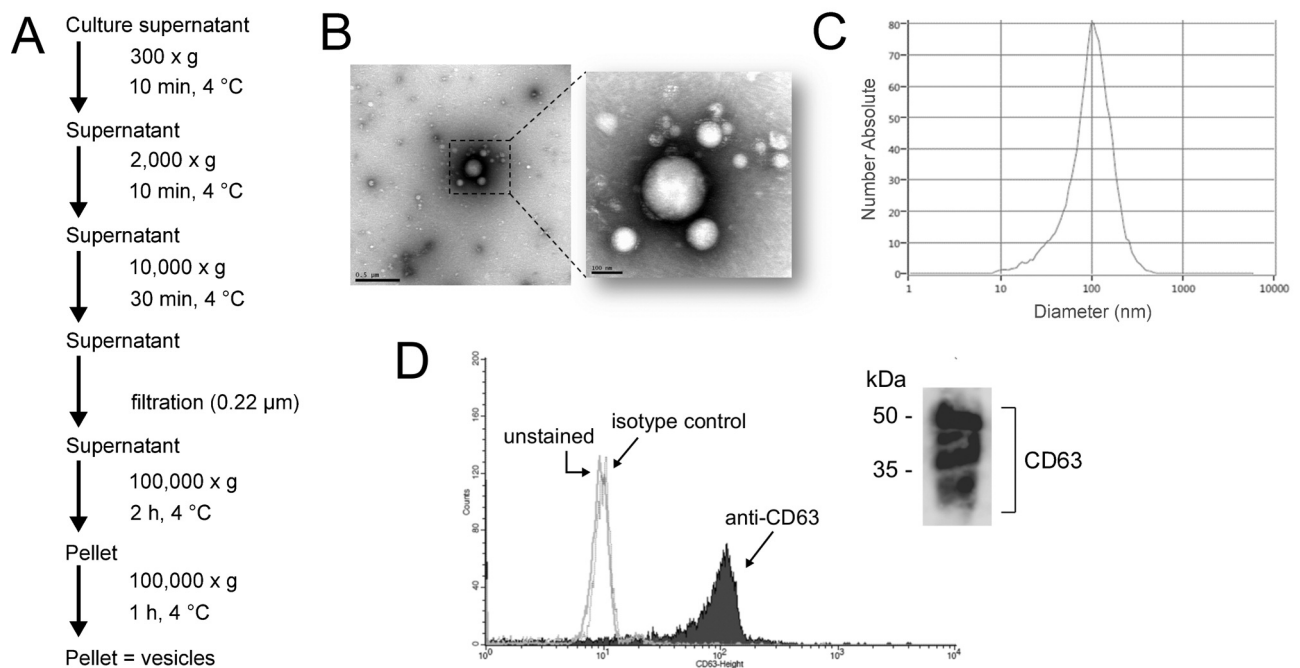 A
Culture supernatant
300 x g
10 min, 4 °C
Supernatant
2,000 x g
10 min, 4 °C
Supernatant
10,000 x g
30 min, 4 °C
Supernatant
filtration (0.22 µm)
Supernatant
100,000 x g
2 h, 4 °C
Pellet
100,000 x g
1 h, 4 °C
Pellet = vesicles
B
0.5 µm
100 nm
C
Number Absolute
80
70
60
50
40
30
20
10
0
1 10 100 1000 10000
Diameter (nm)
D
Counts
200
160
120
80
40
0
unstained
isotype control
anti-CD63
10⁰ 10¹ 10² 10³ 10⁴
CD63-Height
kDa
50 -
35 -
CD63